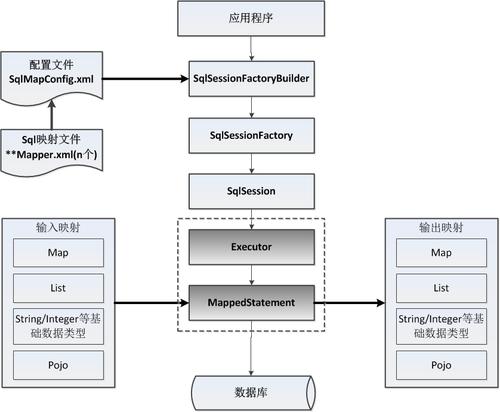 应用程序
配置文件
SqlMapConfig.xml
SqlSessionFactoryBuilder
Sql映射文件
**Mapper.xml(n个)
SqlSessionFactory
SqlSession
输入映射
Map
List
String/Integer等基
础数据类型
Pojo
Executor
MappedStatement
输出映射
Map
List
String/Integer等基
础数据类型
Pojo
数据库